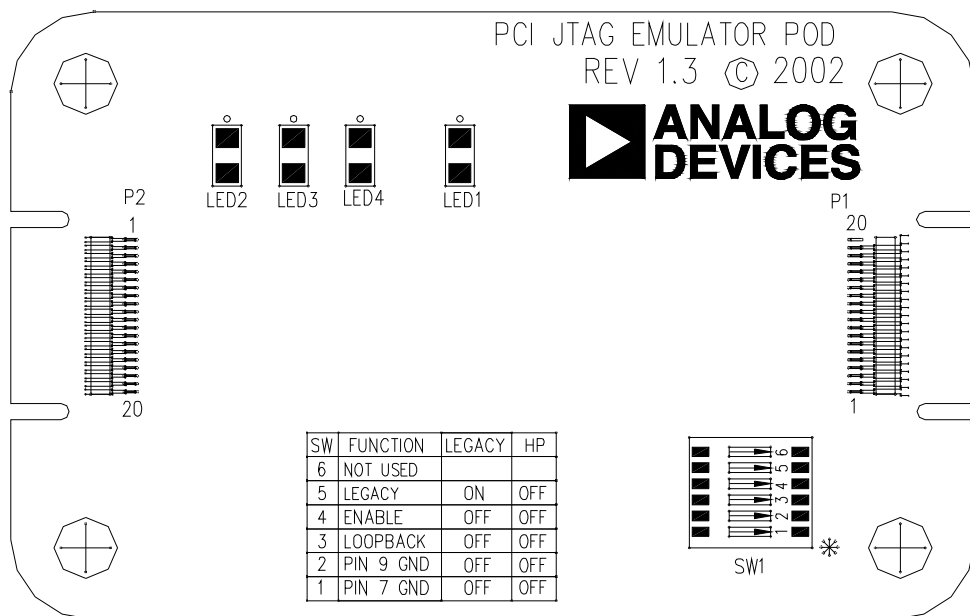 PCI JTAG EMULATOR POD
REV 1.3 © 2002
ANALOG
DEVICES
LED2 LED3 LED4 LED1
P2
1
20
P1
20
1
SW FUNCTION LEGACY HP
6 NOT USED
5 LEGACY ON OFF
4 ENABLE OFF OFF
3 LOOPBACK OFF OFF
2 PIN 9 GND OFF OFF
1 PIN 7 GND OFF OFF
6
5
4
3
2
1
SW1